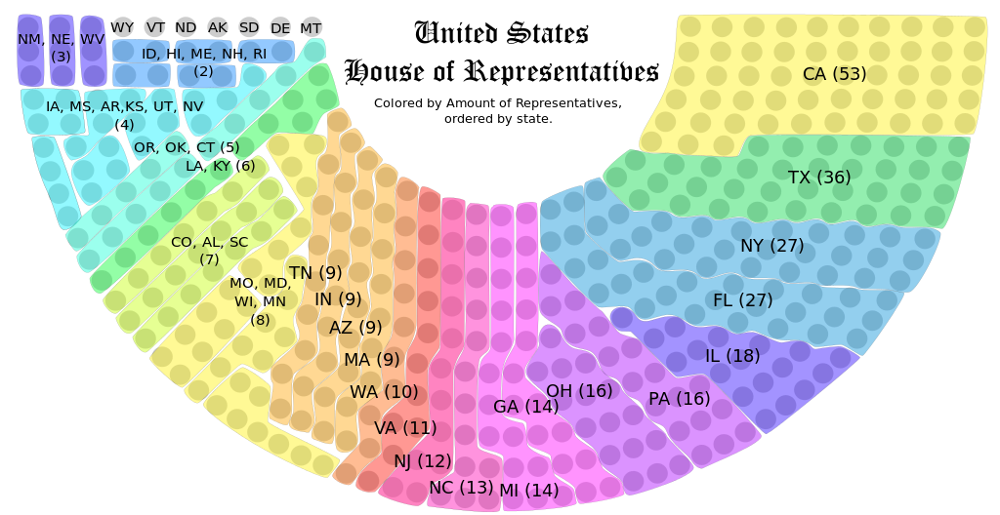 United States
House of Representatives
Colored by Amount of Representatives,
ordered by state.
NM, NE, WV
(3)
WY VT ND AK SD DE MT
ID, HI, ME, NH, RI
(2)
IA, MS, AR,KS, UT, NV
(4)
OR, OK, CT (5)
LA, KY (6)
CO, AL, SC
(7)
MO, MD,
WI, MN
(8)
TN (9)
IN (9)
AZ (9)
MA (9)
WA (10)
VA (11)
NJ (12)
NC (13)
MI (14)
GA (14)
OH (16)
PA (16)
IL (18)
FL (27)
NY (27)
TX (36)
CA (53)